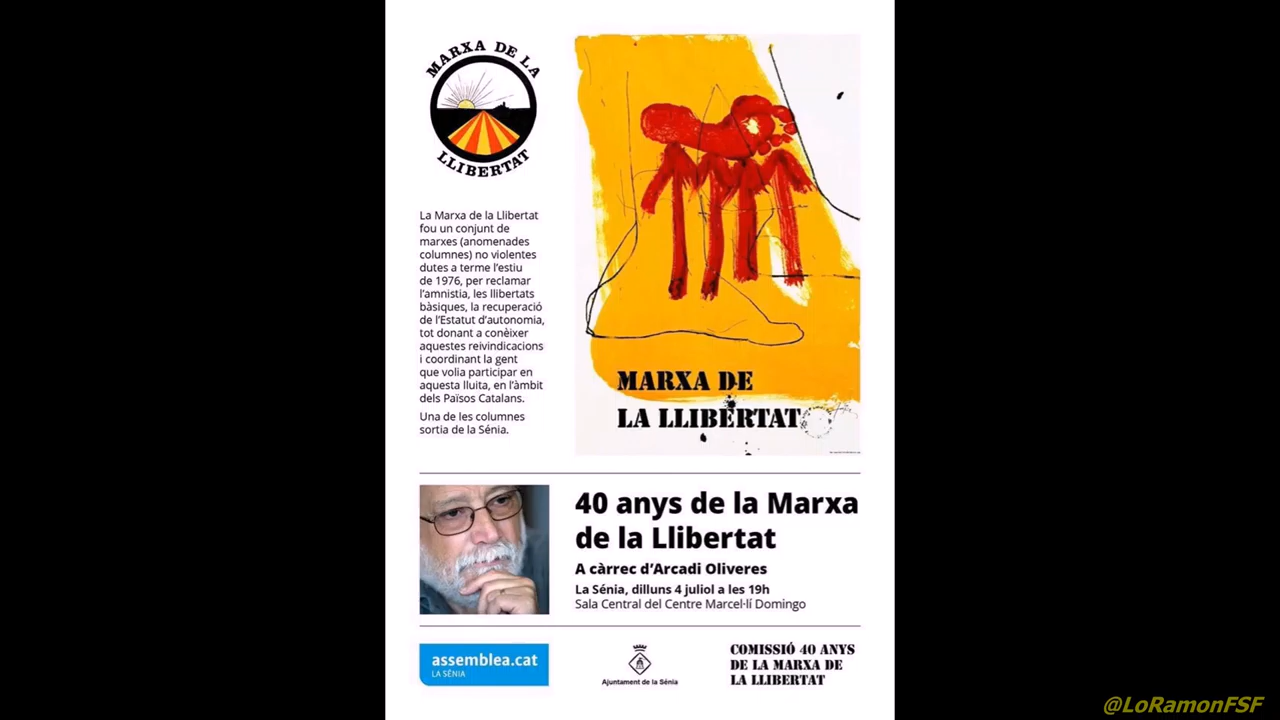 MARXA DE LA
LLIBERTAT
La Marxa de la Llibertat
fou un conjunt de
marxes (anomenades
columnes) no violentes
dutes a terme l'estiu
de 1976, per reclamar
l'amnistia, les llibertats
bàsiques, la recuperació
de l'Estatut d'autonomia,
tot donant a conèixer
aquestes reivindicacions
i coordinant la gent
que volia participar en
aquesta lluita, en l'àmbit
dels Països Catalans.
Una de les columnes
sortia de la Sénia.
MARXA DE
LA LLIBERTAT
40 anys de la Marxa
de la Llibertat
A càrrec d'Arcadi Oliveres
La Sénia, dilluns 4 juliol a les 19h
Sala Central del Centre Marcel·lí Domingo
assemblea.cat
LA SÉNIA
Ajuntament de la Sénia
COMISSIÓ 40 ANYS
DE LA MARXA DE
LA LLIBERTAT
@LoRamonFSF